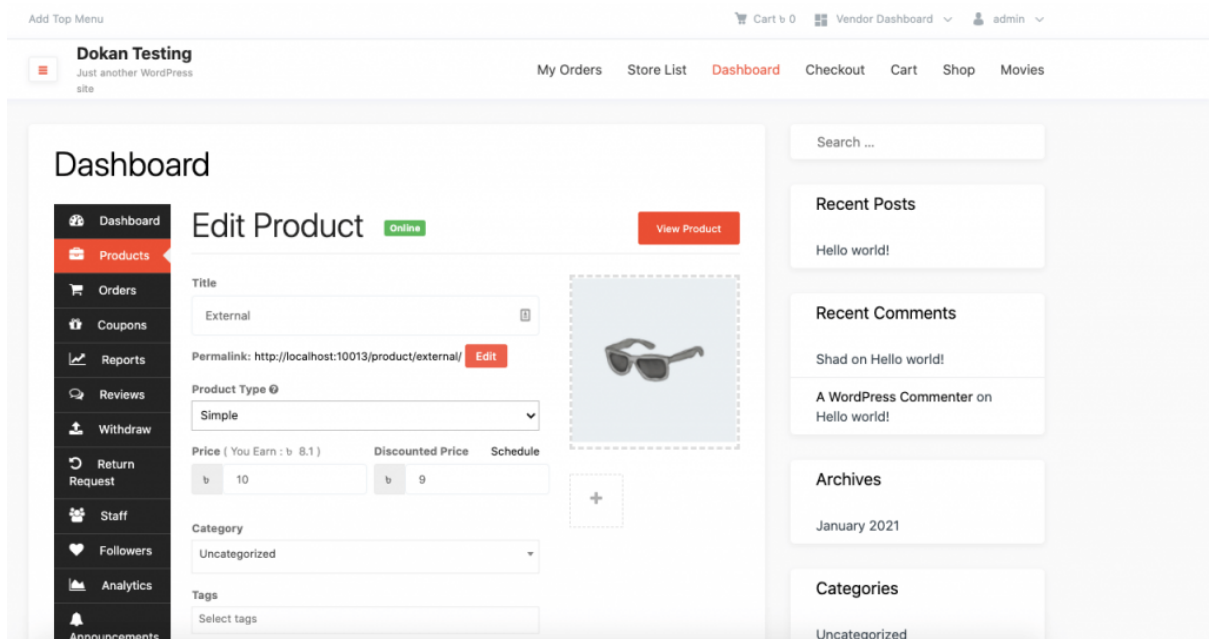 Add Top Menu
Cart ৳ 0
Vendor Dashboard
admin
Dokan Testing
Just another WordPress
site
My Orders
Store List
Dashboard
Checkout
Cart
Shop
Movies
Dashboard
Dashboard
Products
Orders
Coupons
Reports
Reviews
Withdraw
Return
Request
Staff
Followers
Analytics
Announcements
Edit Product
Online
View Product
Title
External
Permalink: http://localhost:10013/product/external/
Edit
Product Type
Simple
Price ( You Earn : ৳ 8.1 )
Discounted Price
Schedule
৳ 10
৳ 9
Category
Uncategorized
Tags
Select tags
Search ...
Recent Posts
Hello world!
Recent Comments
Shad on Hello world!
A WordPress Commenter on
Hello world!
Archives
January 2021
Categories
Uncategorized